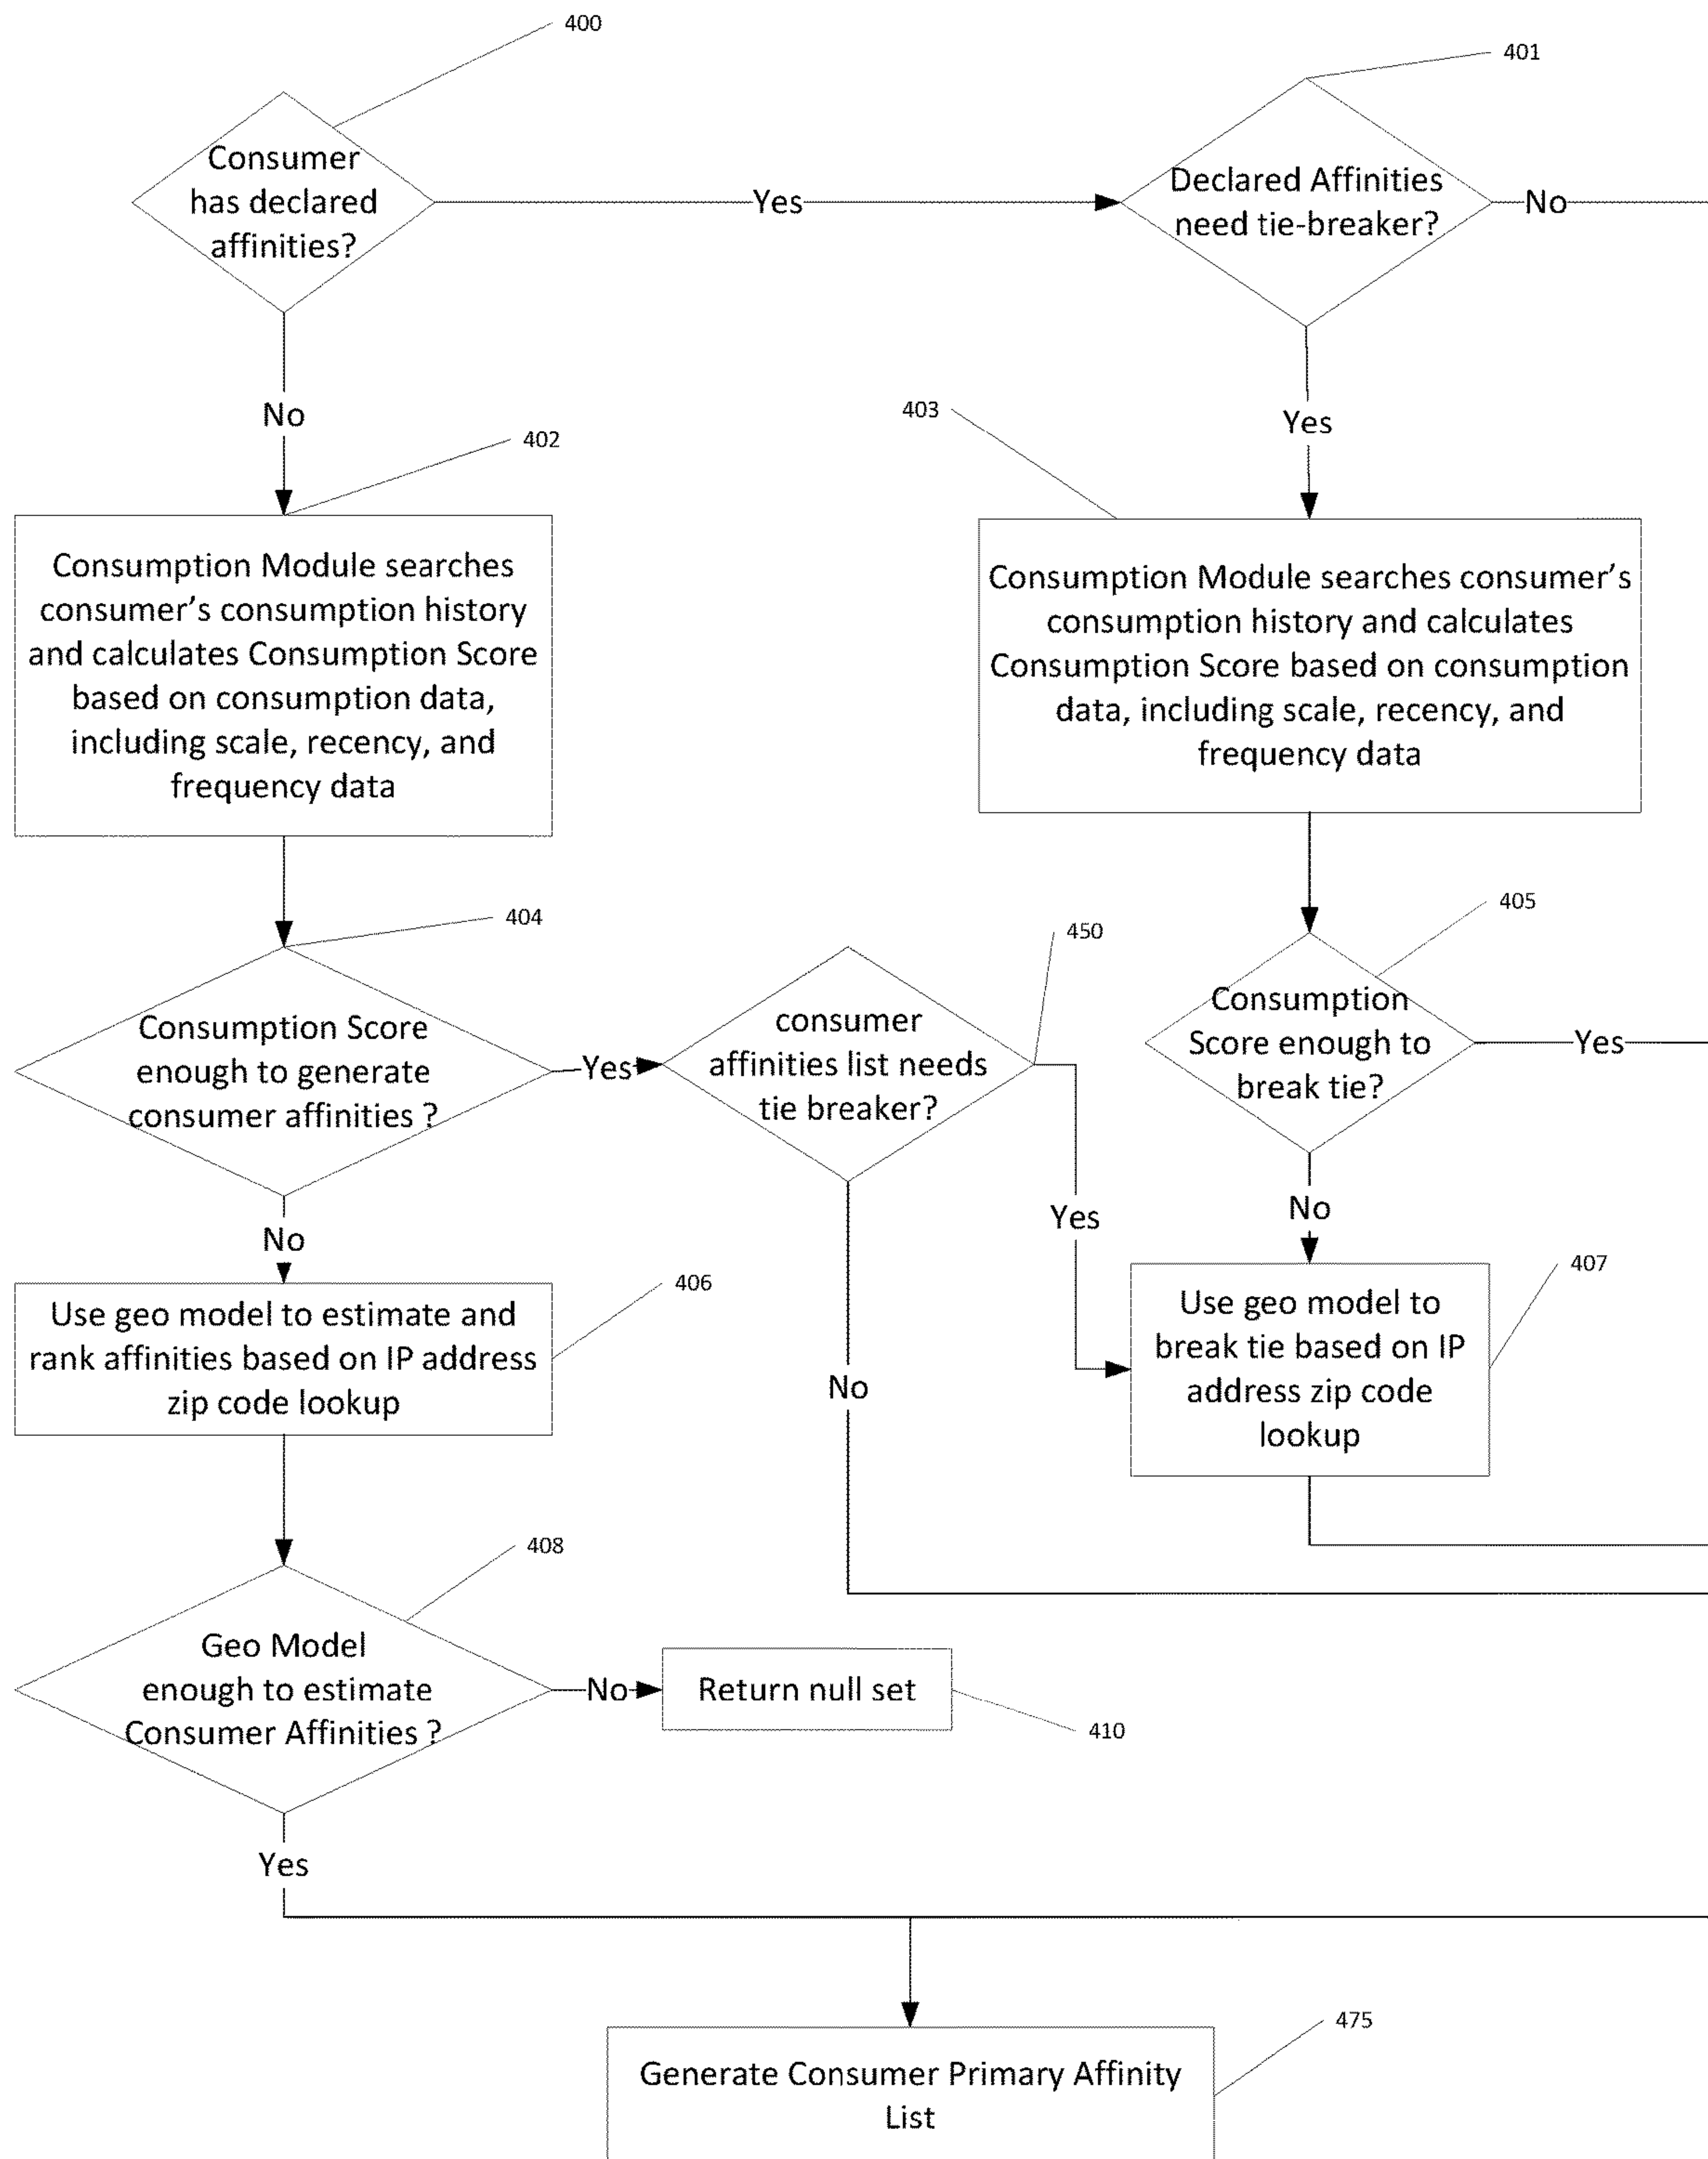 400
401
Consumer
has declared
affinities?
Yes
Declared Affinities
need tie-breaker?
No
No
Yes
402
403
Consumption Module searches
consumer’s consumption history
and calculates Consumption Score
based on consumption data,
including scale, recency, and
frequency data
Consumption Module searches consumer’s
consumption history and calculates
Consumption Score based on consumption
data, including scale, recency, and
frequency data
404
450
405
Consumption Score
enough to generate
consumer affinities ?
Yes
consumer
affinities list needs
tie breaker?
Consumption
Score enough to
break tie?
Yes
No
Yes
No
No
406
407
Use geo model to estimate and
rank affinities based on IP address
zip code lookup
Use geo model to
break tie based on IP
address zip code
lookup
408
Geo Model
enough to estimate
Consumer Affinities ?
No
Return null set
410
Yes
475
Generate Consumer Primary Affinity
List